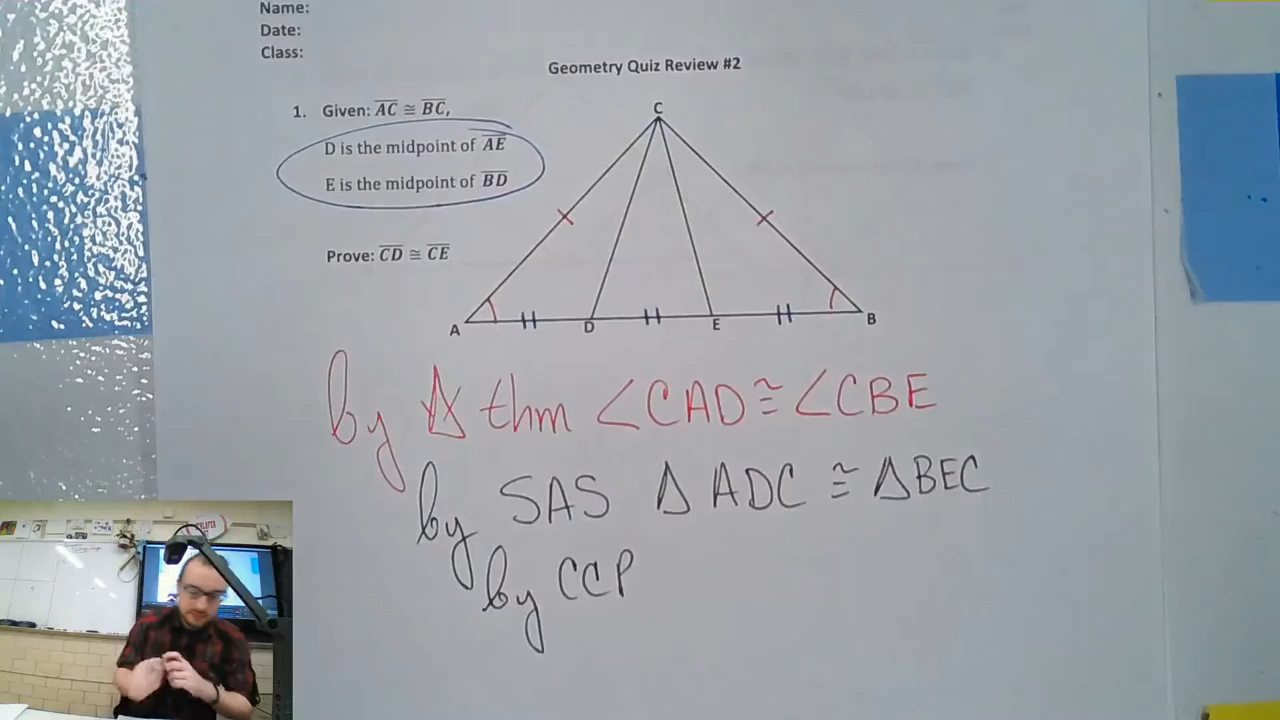 Name:
Date:
Class:
Geometry Quiz Review #2
1. Given: AC ≅ BC,
D is the midpoint of AE
E is the midpoint of BD
Prove: CD ≅ CE
C
A
D
E
B
by ⧊ thm ∠CAD ≅ ∠CBE
by SAS Δ ADC ≅ ΔBEC
by CCP